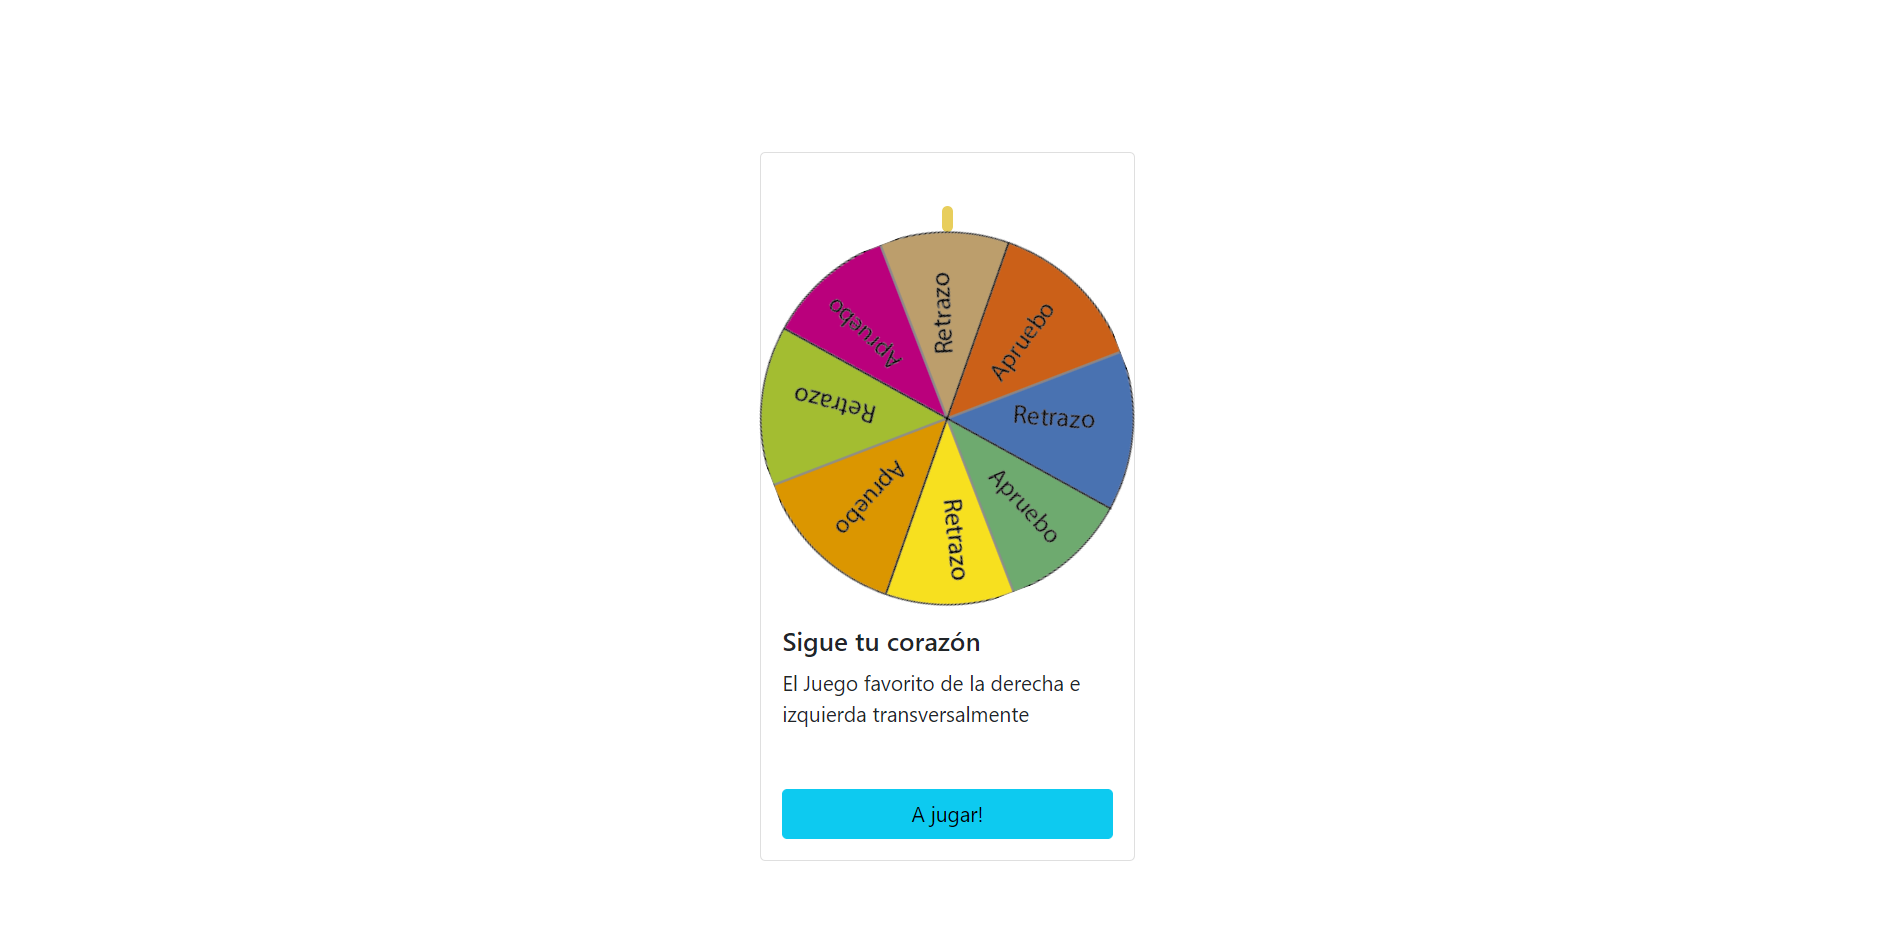 Retrazo
Apruebo
Retrazo
Apruebo
Retrazo
Apruebo
Retrazo
Apruebo
Sigue tu corazón
El Juego favorito de la derecha e
izquierda transversalmente
A jugar!